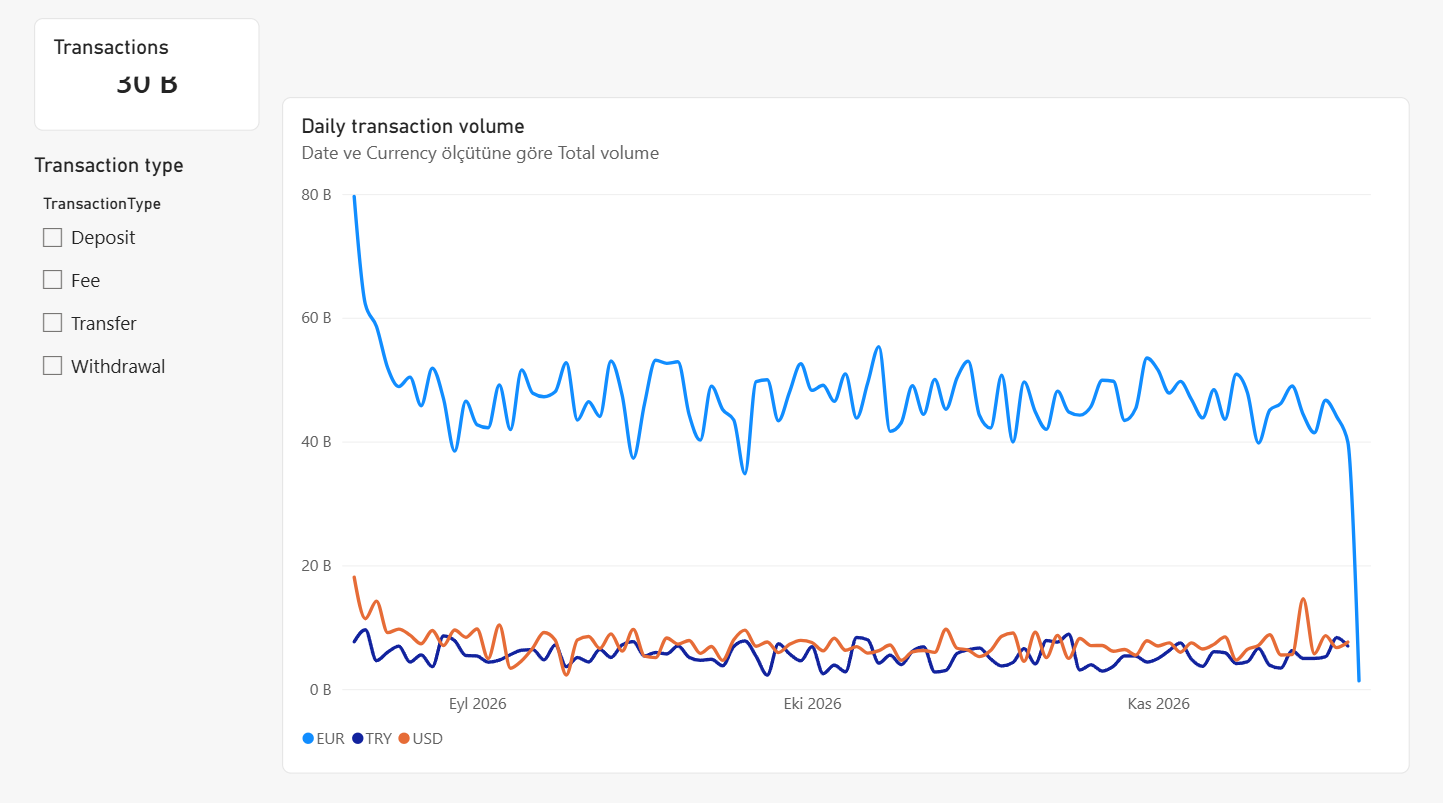 Transactions
30 B
Transaction type
TransactionType
Deposit
Fee
Transfer
Withdrawal
Daily transaction volume
Date ve Currency ölçütüne göre Total volume
80 B
60 B
40 B
20 B
0 B
Eyl 2026
Eki 2026
Kas 2026
EUR
TRY
USD